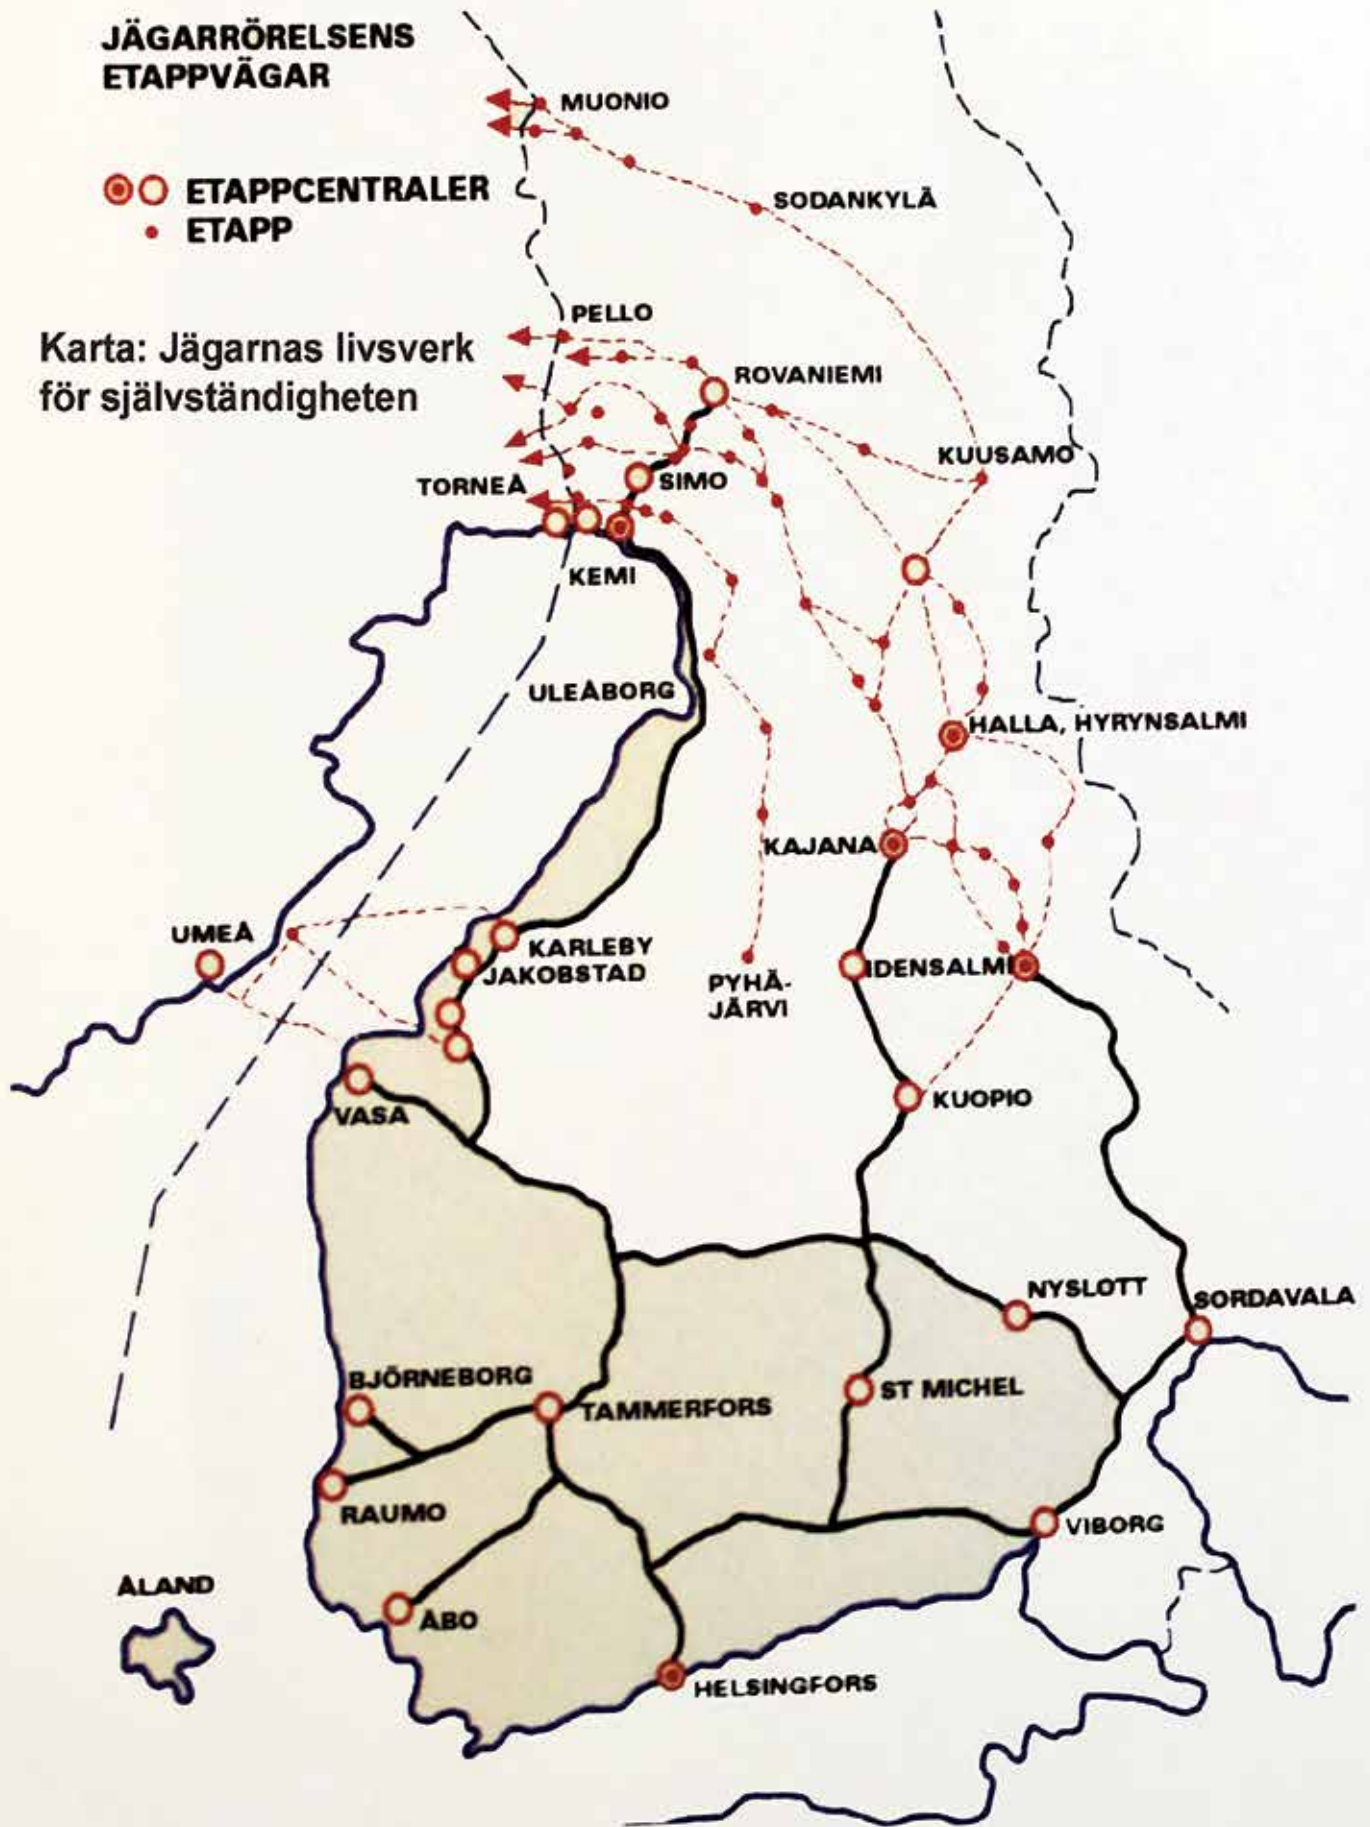 JÄGARRÖRELSENS
ETAPPVÄGAR
ETAPPCENTRALER
ETAPP
Karta: Jägarnas livsverk
för självständigheten
MUONIO
SODANKYLÄ
PELLO
ROVANIEMI
KUUSAMO
SIMO
TORNEÅ
KEMI
ULEÅBORG
HALLA, HYRYNSALMI
KAJANA
UMEÅ
KARLEBY
JAKOBSTAD
IDENSALMI
PYHÄ-
JÄRVI
KUOPIO
VASA
NYSLOTT
SORDAVALA
BJÖRNEBORG
TAMMERFORS
ST MICHEL
RAUMO
VIBORG
ÅLAND
ÅBO
HELSINGFORS